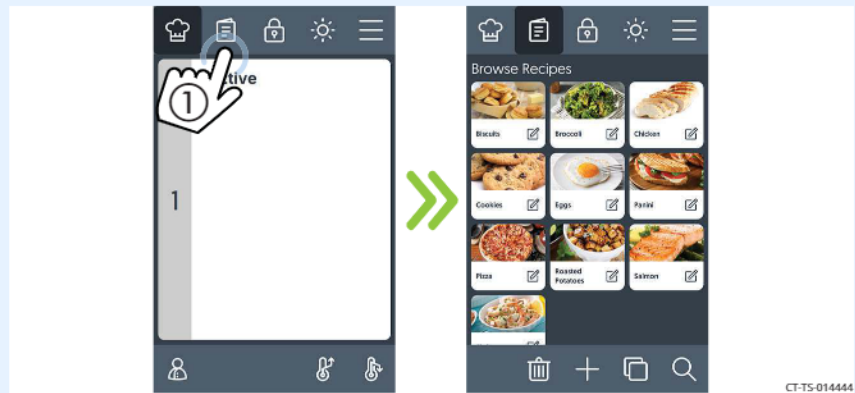 1
ctive
1
Browse Recipes
Biscuits
Broccoli
Chicken
Cookies
Eggs
Panini
Pizza
Roasted
Potatoes
Salmon
CT-TS-014444